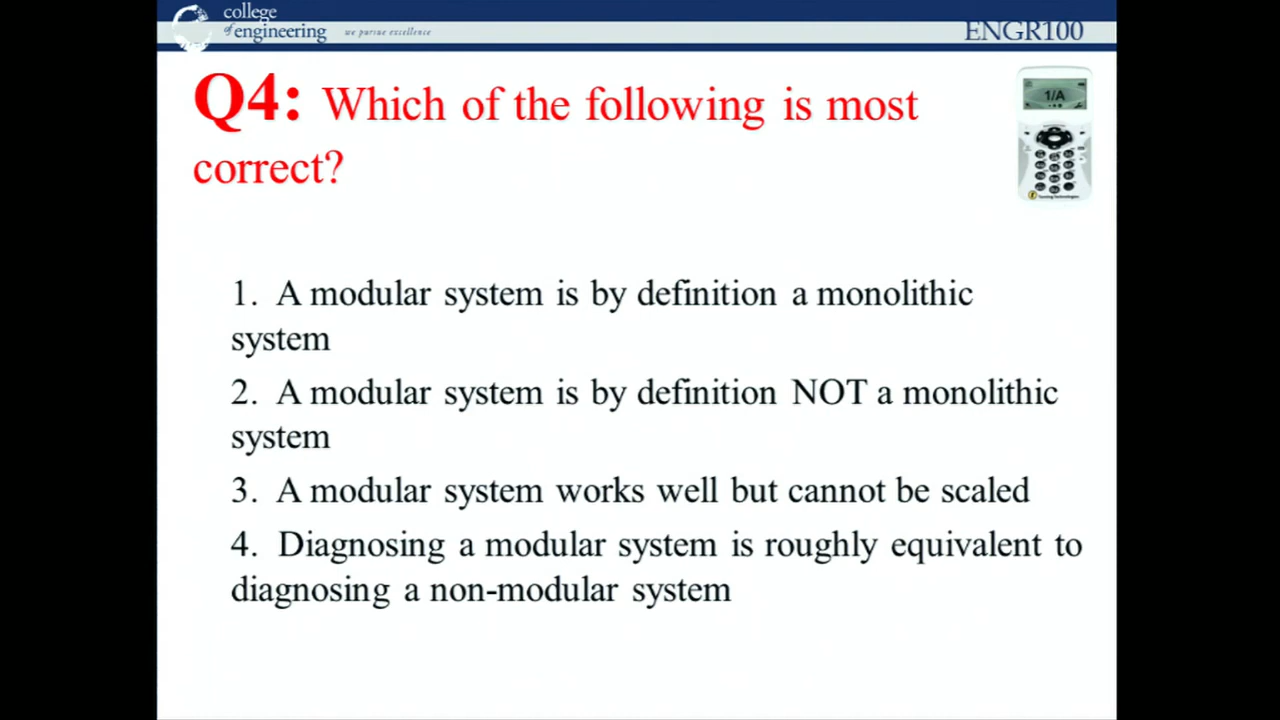 college
of engineering
we pursue excellence
ENGR100
Q4: Which of the following is most
correct?
1/A
1. A modular system is by definition a monolithic
system
2. A modular system is by definition NOT a monolithic
system
3. A modular system works well but cannot be scaled
4. Diagnosing a modular system is roughly equivalent to
diagnosing a non-modular system